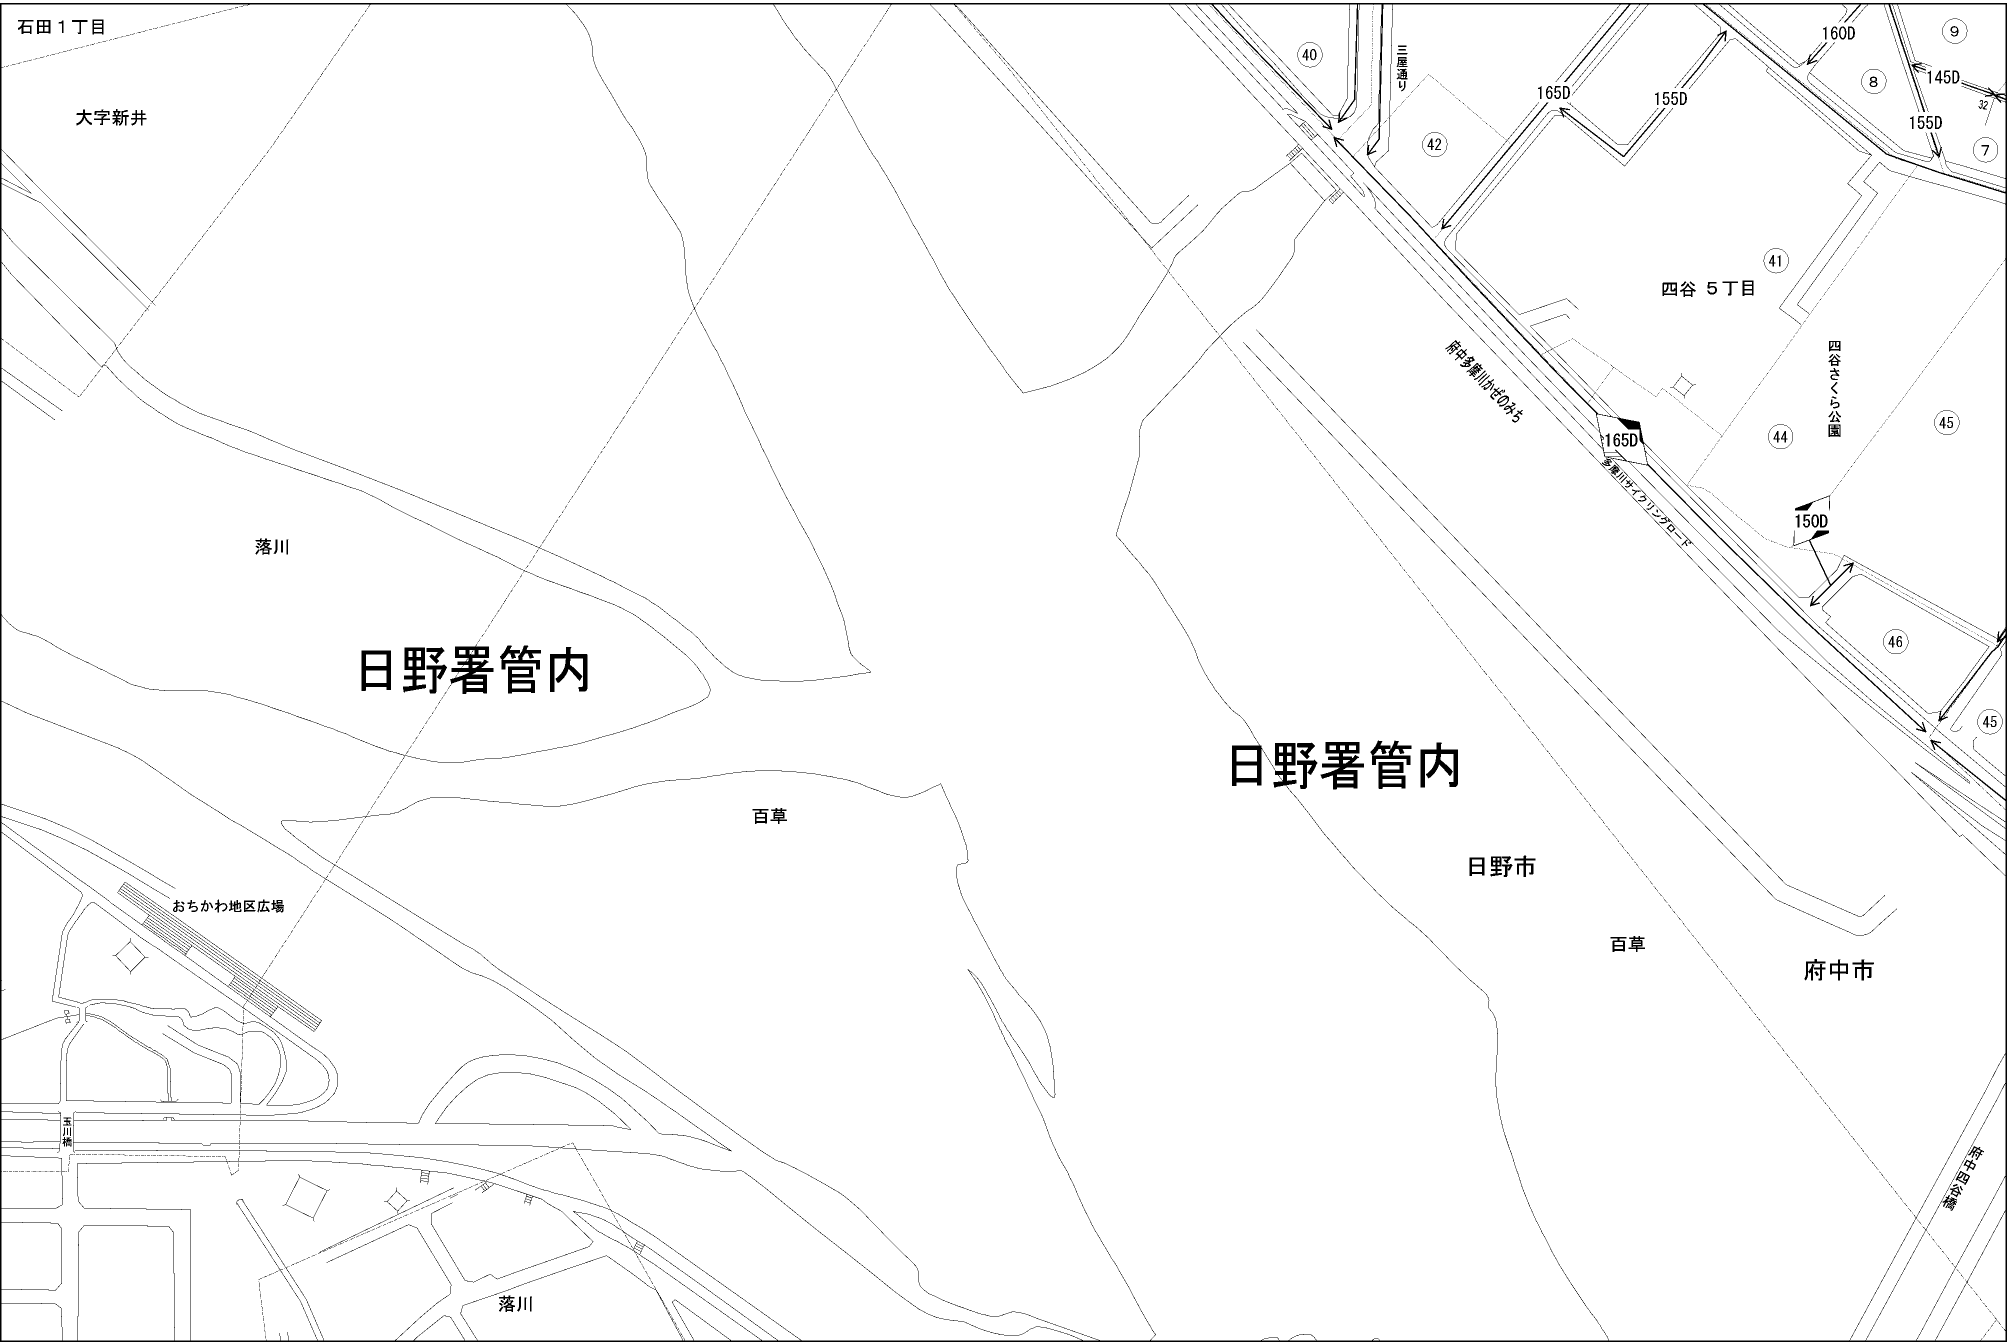 石田１丁目
大字新井
40
三屋通り
42
165D
155D
160D
9
8
145D
32
155D
7
41
四谷 ５丁目
府中多摩川かぜのみち
四谷さくら公園
165D
44
45
多摩川サイクリングロード
150D
落川
46
日野署管内
45
日野署管内
百草
日野市
おちかわ地区広場
百草
府中市
玉川橋
府中四谷橋
落川